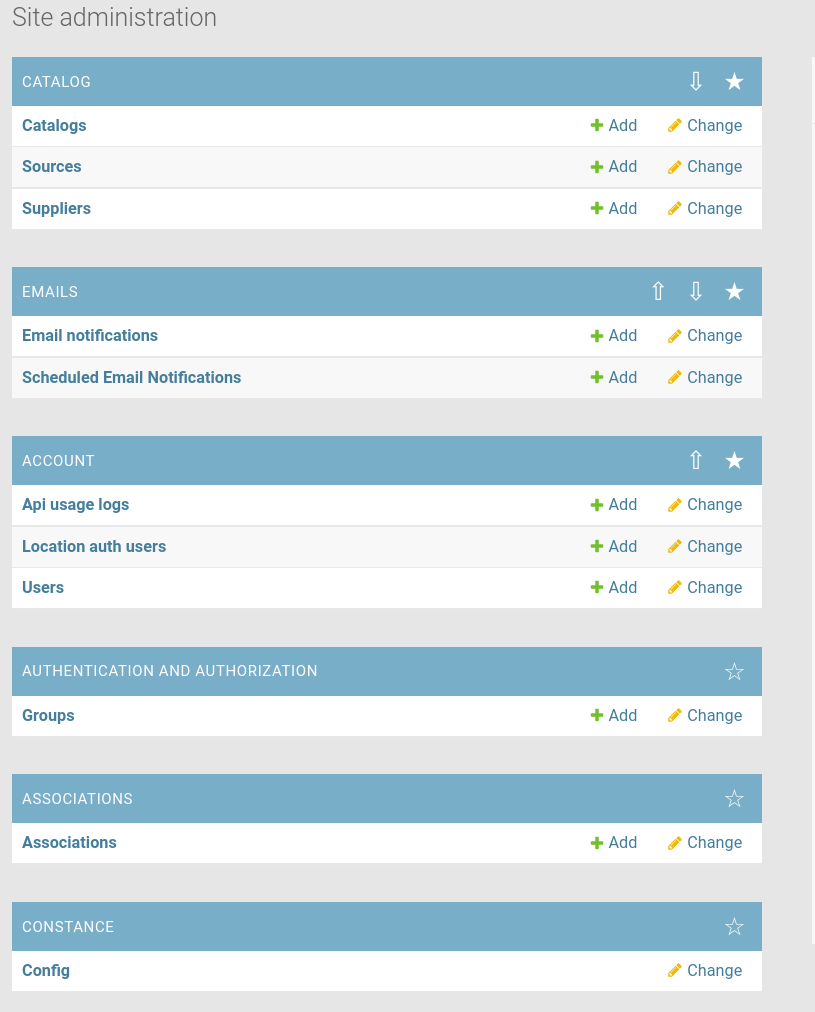 Site administration
CATALOG ⇩ ★
Catalogs Add Change
Sources Add Change
Suppliers Add Change
EMAILS ⇧ ⇩ ★
Email notifications Add Change
Scheduled Email Notifications Add Change
ACCOUNT ⇧ ★
Api usage logs Add Change
Location auth users Add Change
Users Add Change
AUTHENTICATION AND AUTHORIZATION ☆
Groups Add Change
ASSOCIATIONS ☆
Associations Add Change
CONSTANCE ☆
Config Change